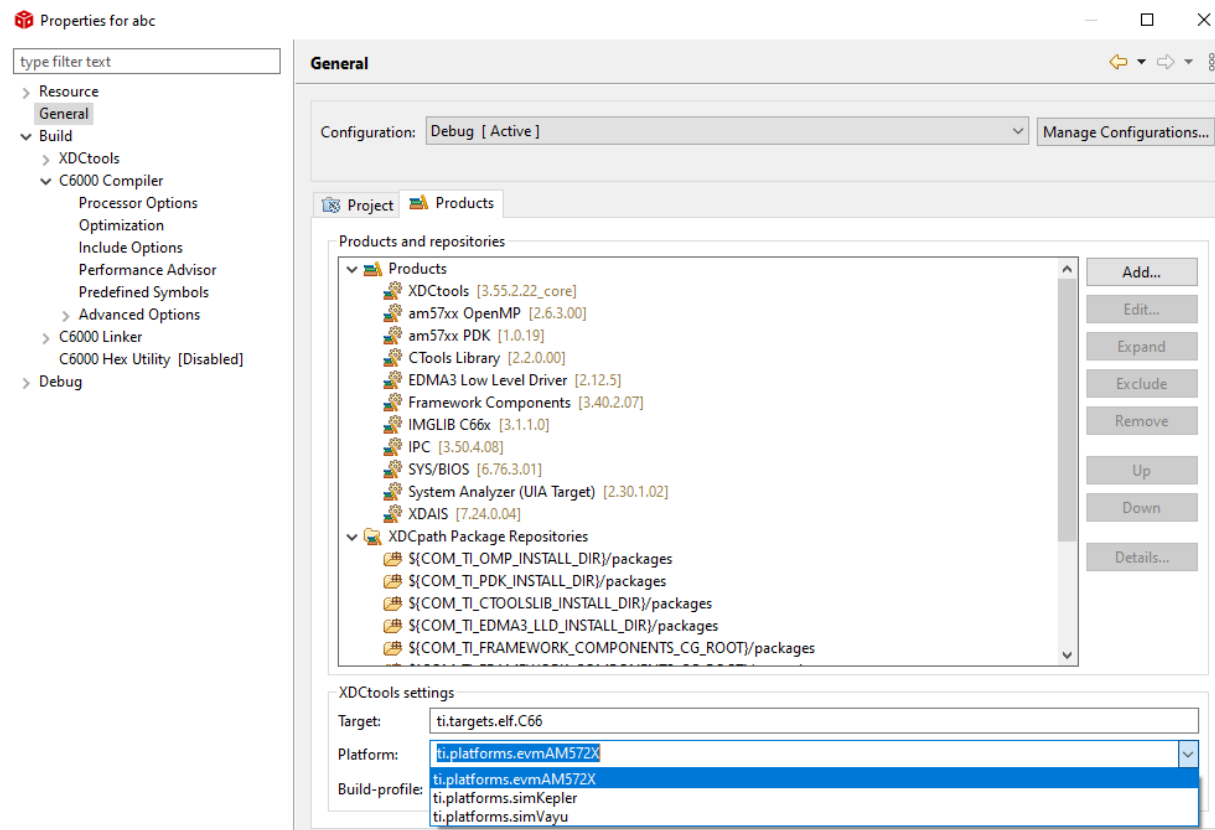 Properties for abc
type filter text
Resource
General
Build
XDCtools
C6000 Compiler
Processor Options
Optimization
Include Options
Performance Advisor
Predefined Symbols
Advanced Options
C6000 Linker
C6000 Hex Utility [Disabled]
Debug
General
Configuration: Debug [ Active ]
Manage Configurations...
Project
Products
Products and repositories
Products
XDCtools [3.55.2.22_core]
am57xx OpenMP [2.6.3.00]
am57xx PDK [1.0.19]
CTools Library [2.2.0.00]
EDMA3 Low Level Driver [2.12.5]
Framework Components [3.40.2.07]
IMGLIB C66x [3.1.1.0]
IPC [3.50.4.08]
SYS/BIOS [6.76.3.01]
System Analyzer (UIA Target) [2.30.1.02]
XDAIS [7.24.0.04]
XDCpath Package Repositories
${COM_TI_OMP_INSTALL_DIR}/packages
${COM_TI_PDK_INSTALL_DIR}/packages
${COM_TI_CTOOLSLIB_INSTALL_DIR}/packages
${COM_TI_EDMA3_LLD_INSTALL_DIR}/packages
${COM_TI_FRAMEWORK_COMPONENTS_CG_ROOT}/packages
Add...
Edit...
Expand
Exclude
Remove
Up
Down
Details...
XDCtools settings
Target: ti.targets.elf.C66
Platform: ti.platforms.evmAM572X
ti.platforms.evmAM572X
Build-profile:
ti.platforms.simKepler
ti.platforms.simVayu